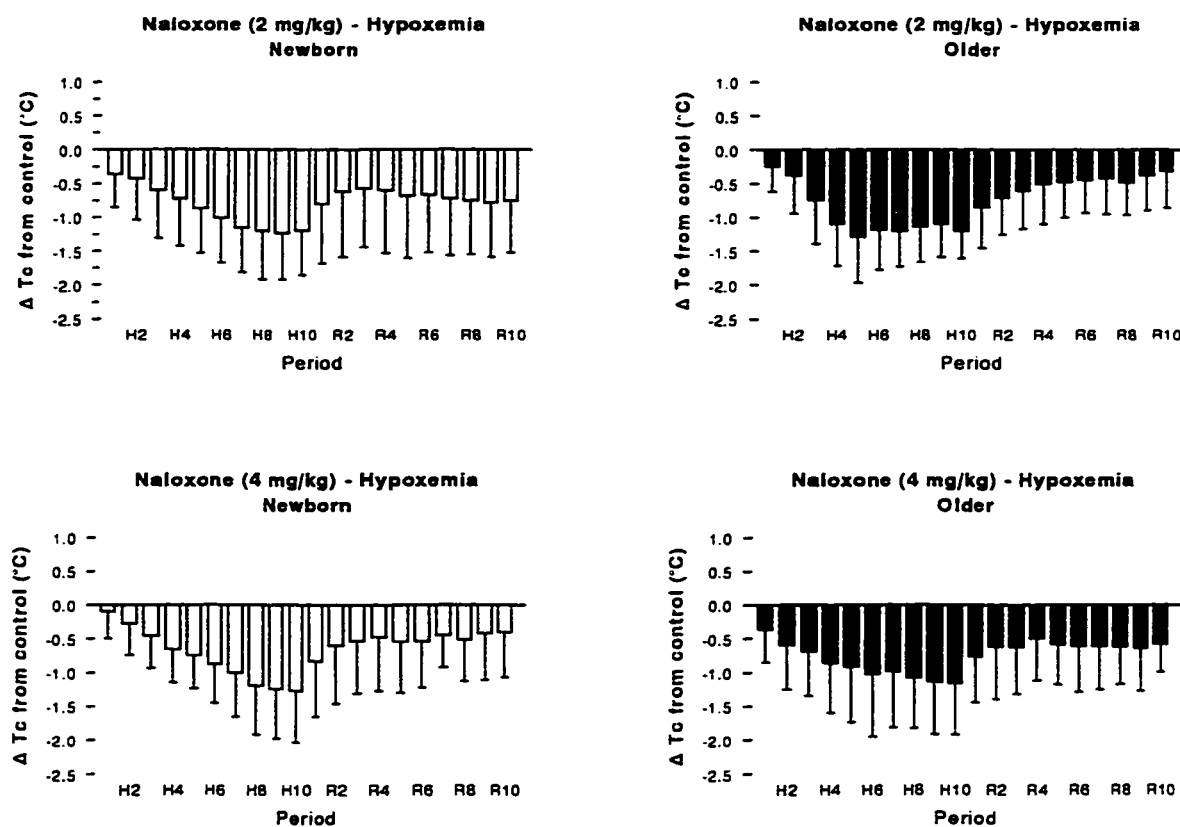 Naloxone (2 mg/kg) - Hypoxemia
Newborn
Δ Tc from control (°C)
1.0
0.5
0.0
-0.5
-1.0
-1.5
-2.0
-2.5
H2 H4 H6 H8 H10 R2 R4 R6 R8 R10
Period
Naloxone (2 mg/kg) - Hypoxemia
Older
Δ Tc from control (°C)
1.0
0.5
0.0
-0.5
-1.0
-1.5
-2.0
-2.5
H2 H4 H6 H8 H10 R2 R4 R6 R8 R10
Period
Naloxone (4 mg/kg) - Hypoxemia
Newborn
Δ Tc from control (°C)
1.0
0.5
0.0
-0.5
-1.0
-1.5
-2.0
-2.5
H2 H4 H6 H8 H10 R2 R4 R6 R8 R10
Period
Naloxone (4 mg/kg) - Hypoxemia
Older
Δ Tc from control (°C)
1.0
0.5
0.0
-0.5
-1.0
-1.5
-2.0
-2.5
H2 H4 H6 H8 H10 R2 R4 R6 R8 R10
Period